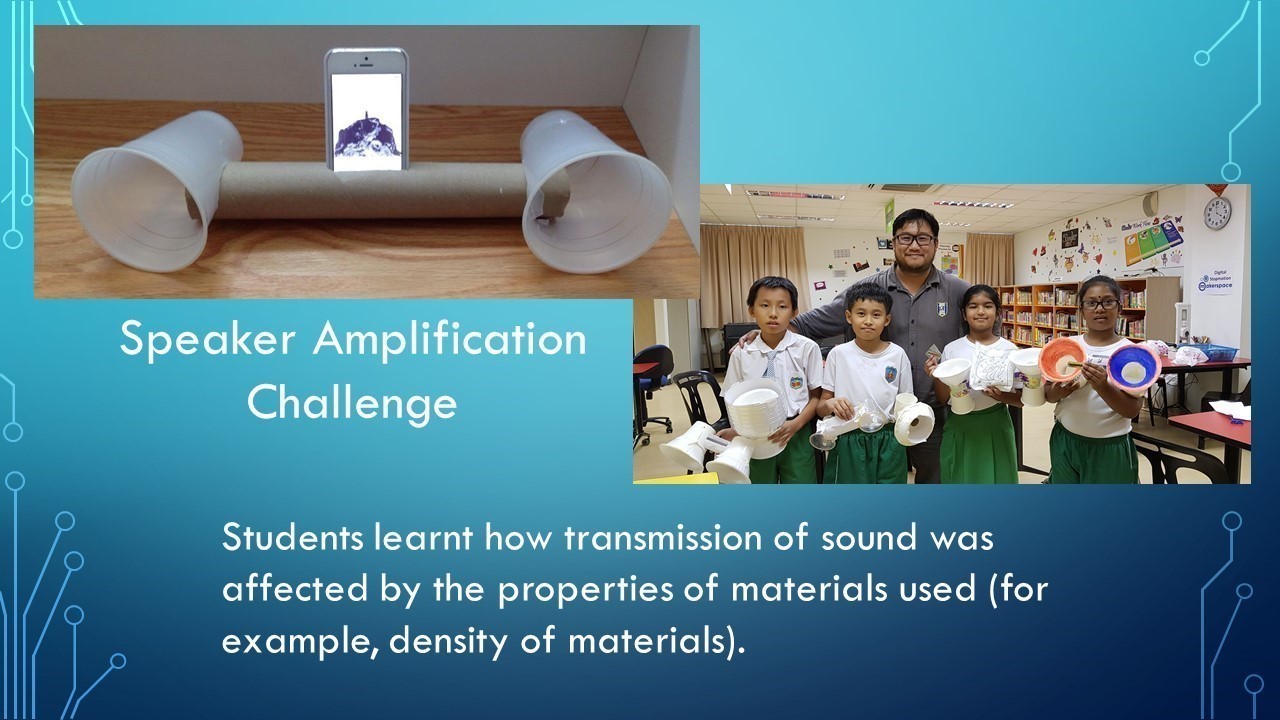 Speaker Amplification
Challenge
Digital
Stopmotion
makerspace
Students learnt how transmission of sound was
affected by the properties of materials used (for
example, density of materials).